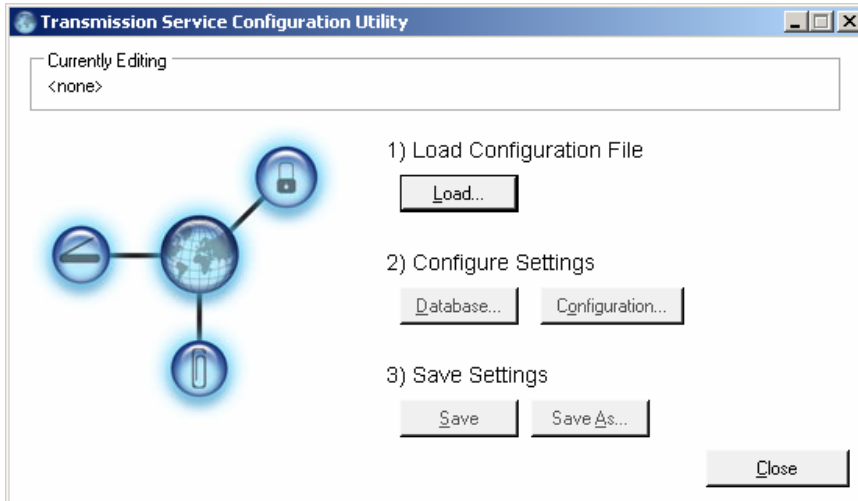 Transmission Service Configuration Utility
Currently Editing
<none>
1) Load Configuration File
Load...
2) Configure Settings
Database... Configuration...
3) Save Settings
Save Save As...
Close